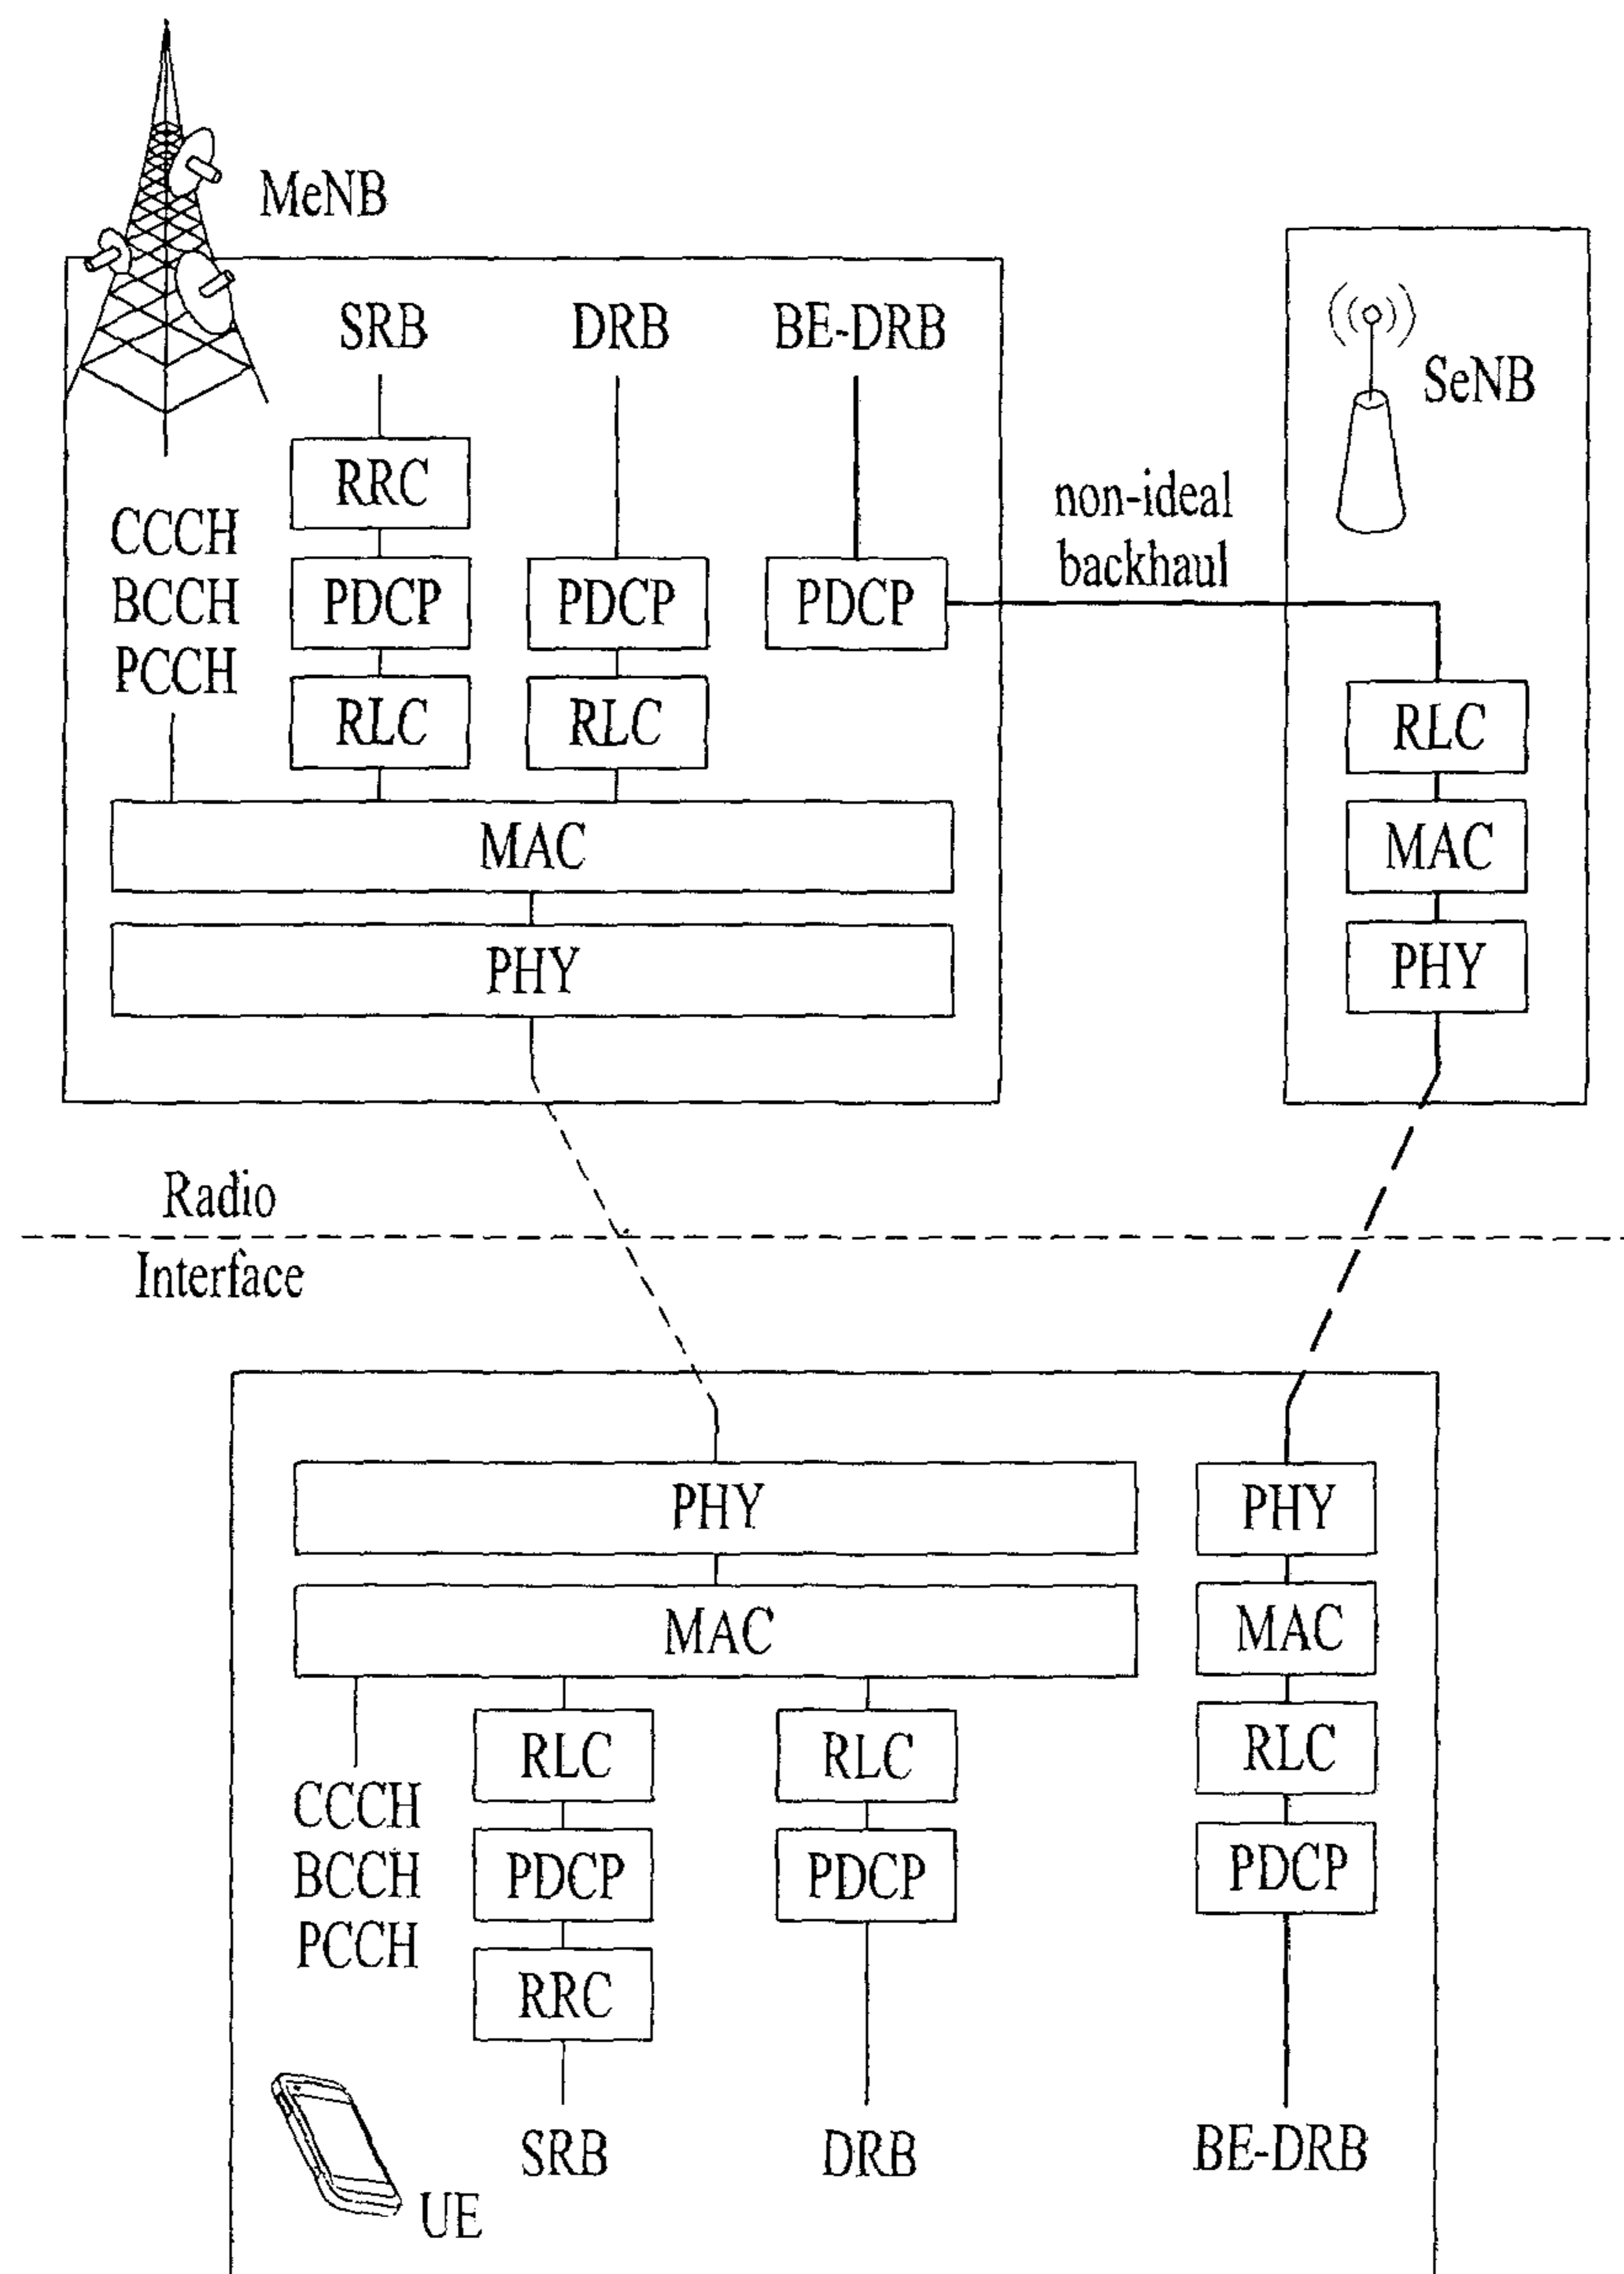 MeNB
SRB
DRB
BE-DRB
SeNB
RRC
non-ideal
backhaul
CCCH
BCCH
PCCH
PDCP
PDCP
PDCP
RLC
RLC
RLC
MAC
MAC
PHY
PHY
Radio
Interface
PHY
PHY
MAC
MAC
RLC
RLC
RLC
CCCH
BCCH
PCCH
PDCP
PDCP
PDCP
RRC
SRB
DRB
BE-DRB
UE